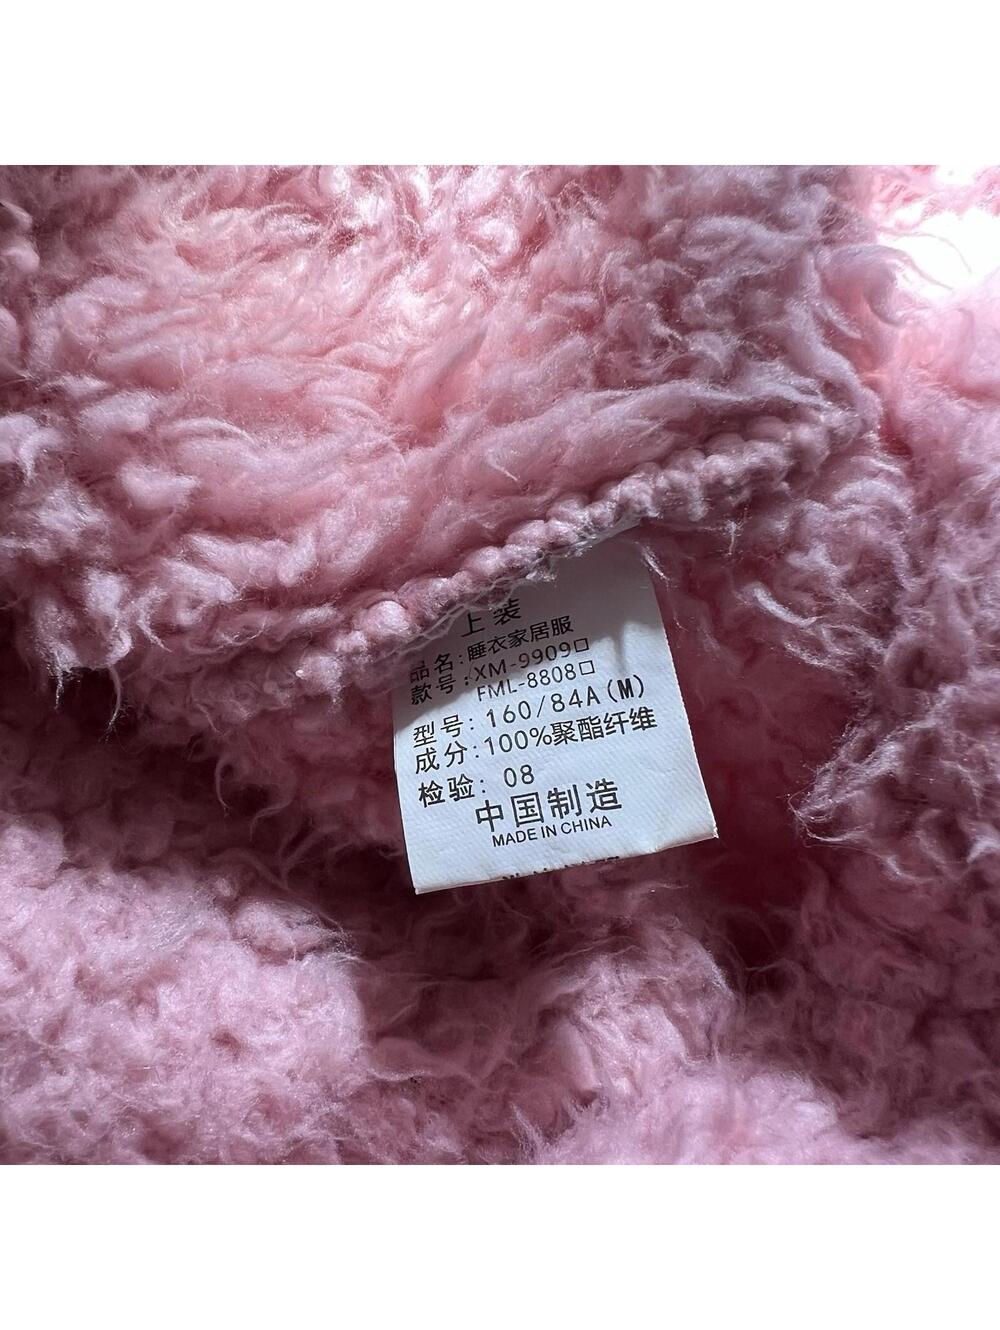 上装
品名:睡衣家居服
款号:XM-9909□
FML-8808□
型号: 160/84A(M)
成分:100%聚酯纤维
检验: 08
中国制造
MADE IN CHINA